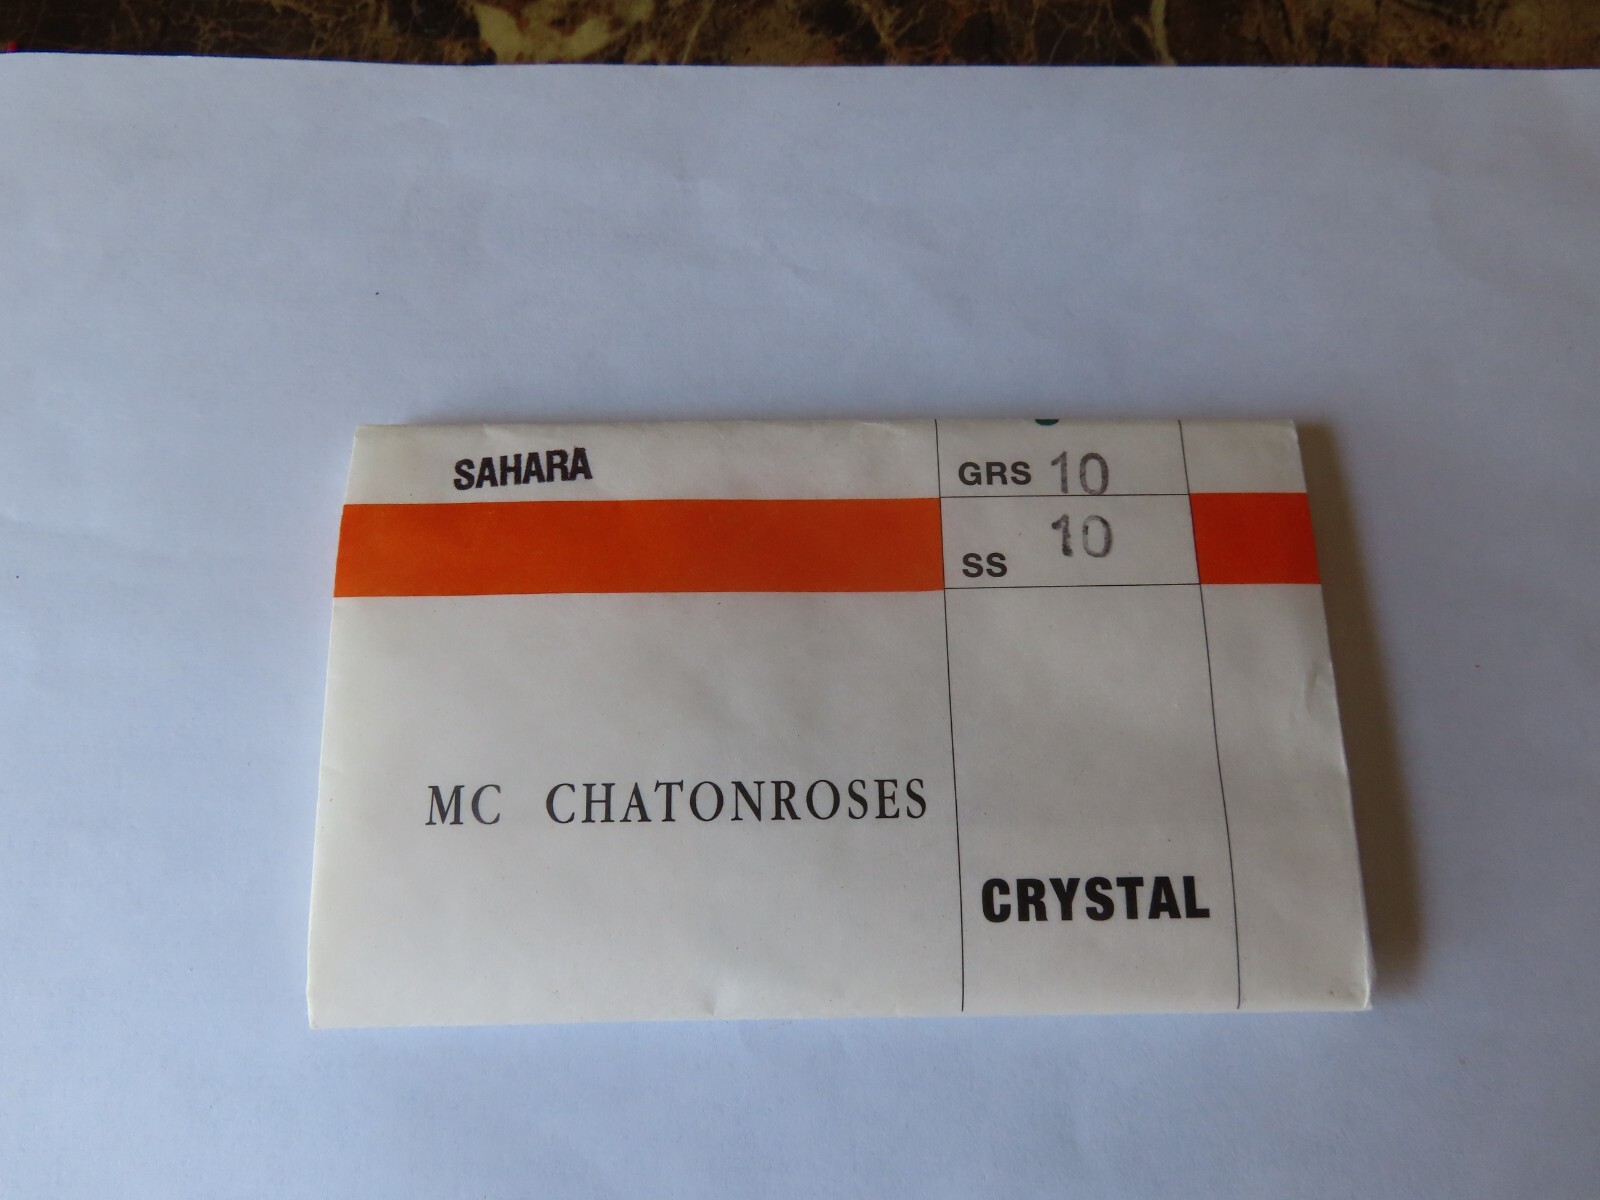 SAHARA
GRS 10
SS 10
MC CHATONROSES
CRYSTAL